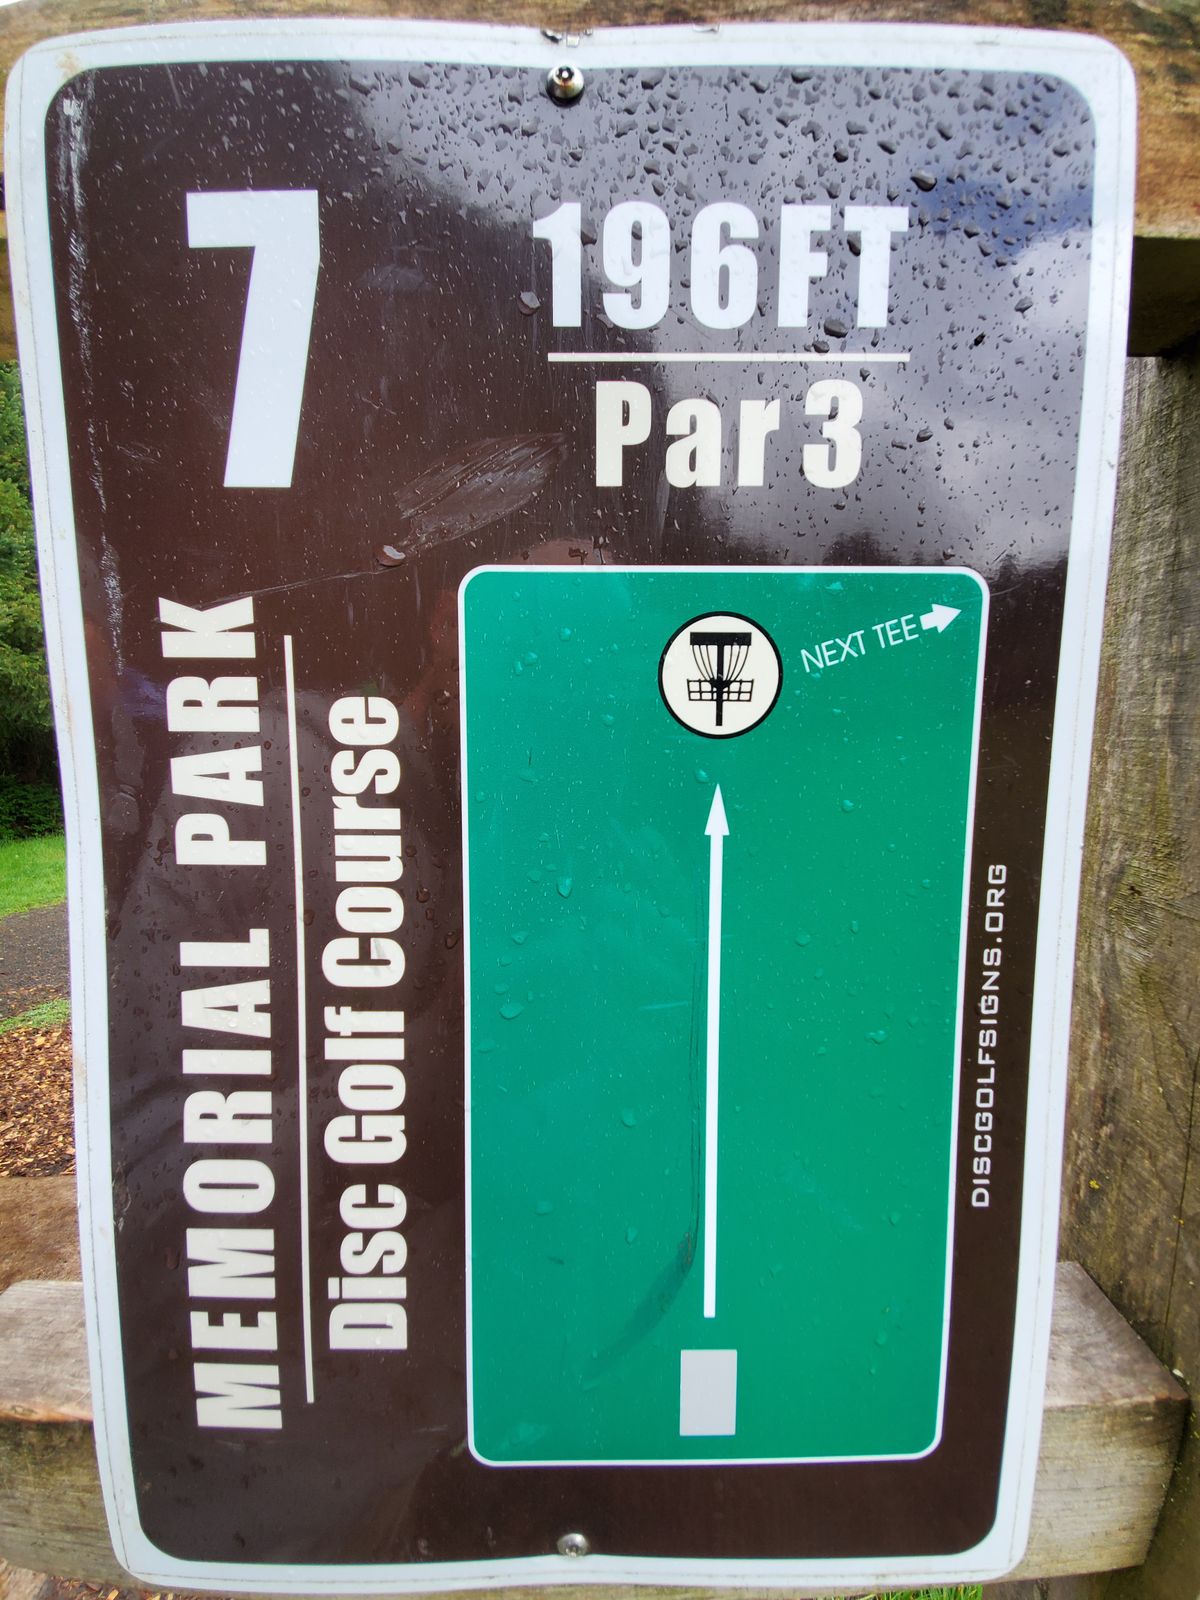 7
196FT
Par 3
MEMORIAL PARK
Disc Golf Course
NEXT TEE
DISCGOLFSIGNS.ORG